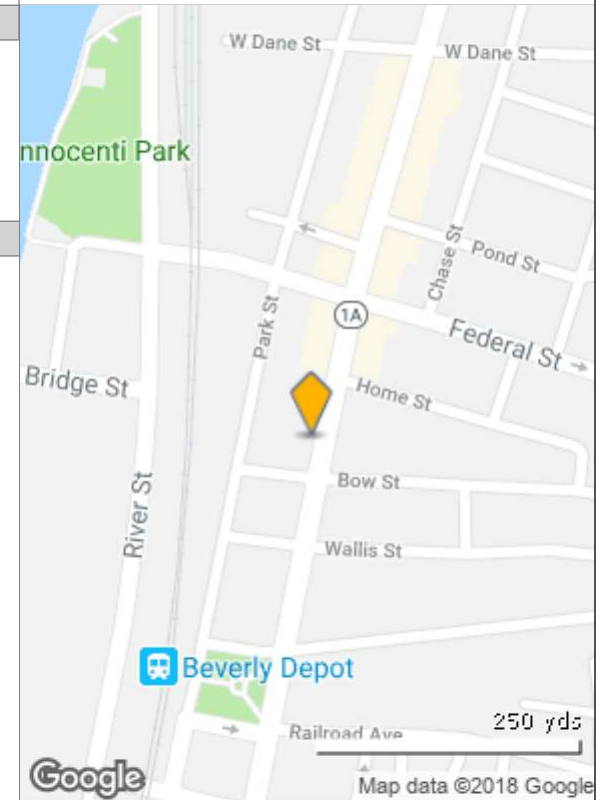 W Dane St
W Dane St
nnocenti Park
Pond St
Chase St
1A
Park St
Federal St
Bridge St
Home St
Bow St
River St
Wallis St
Beverly Depot
250 yds
Railroad Ave
Google
Map data ©2018 Google